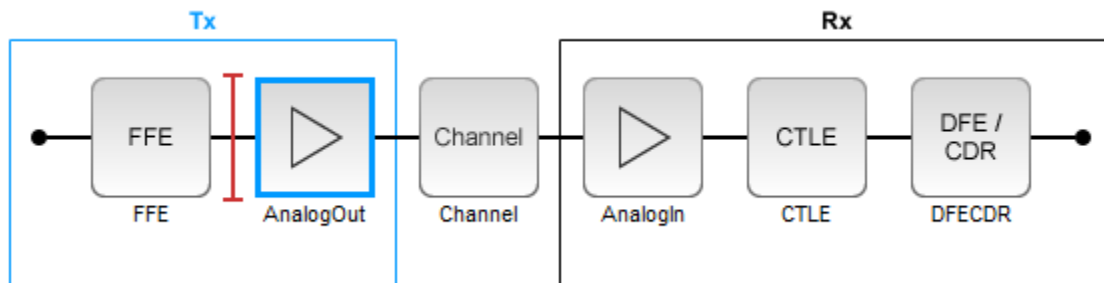 Tx
Rx
FFE
Channel
CTLE
DFE /
CDR
FFE
AnalogOut
Channel
AnalogIn
CTLE
DFECDR